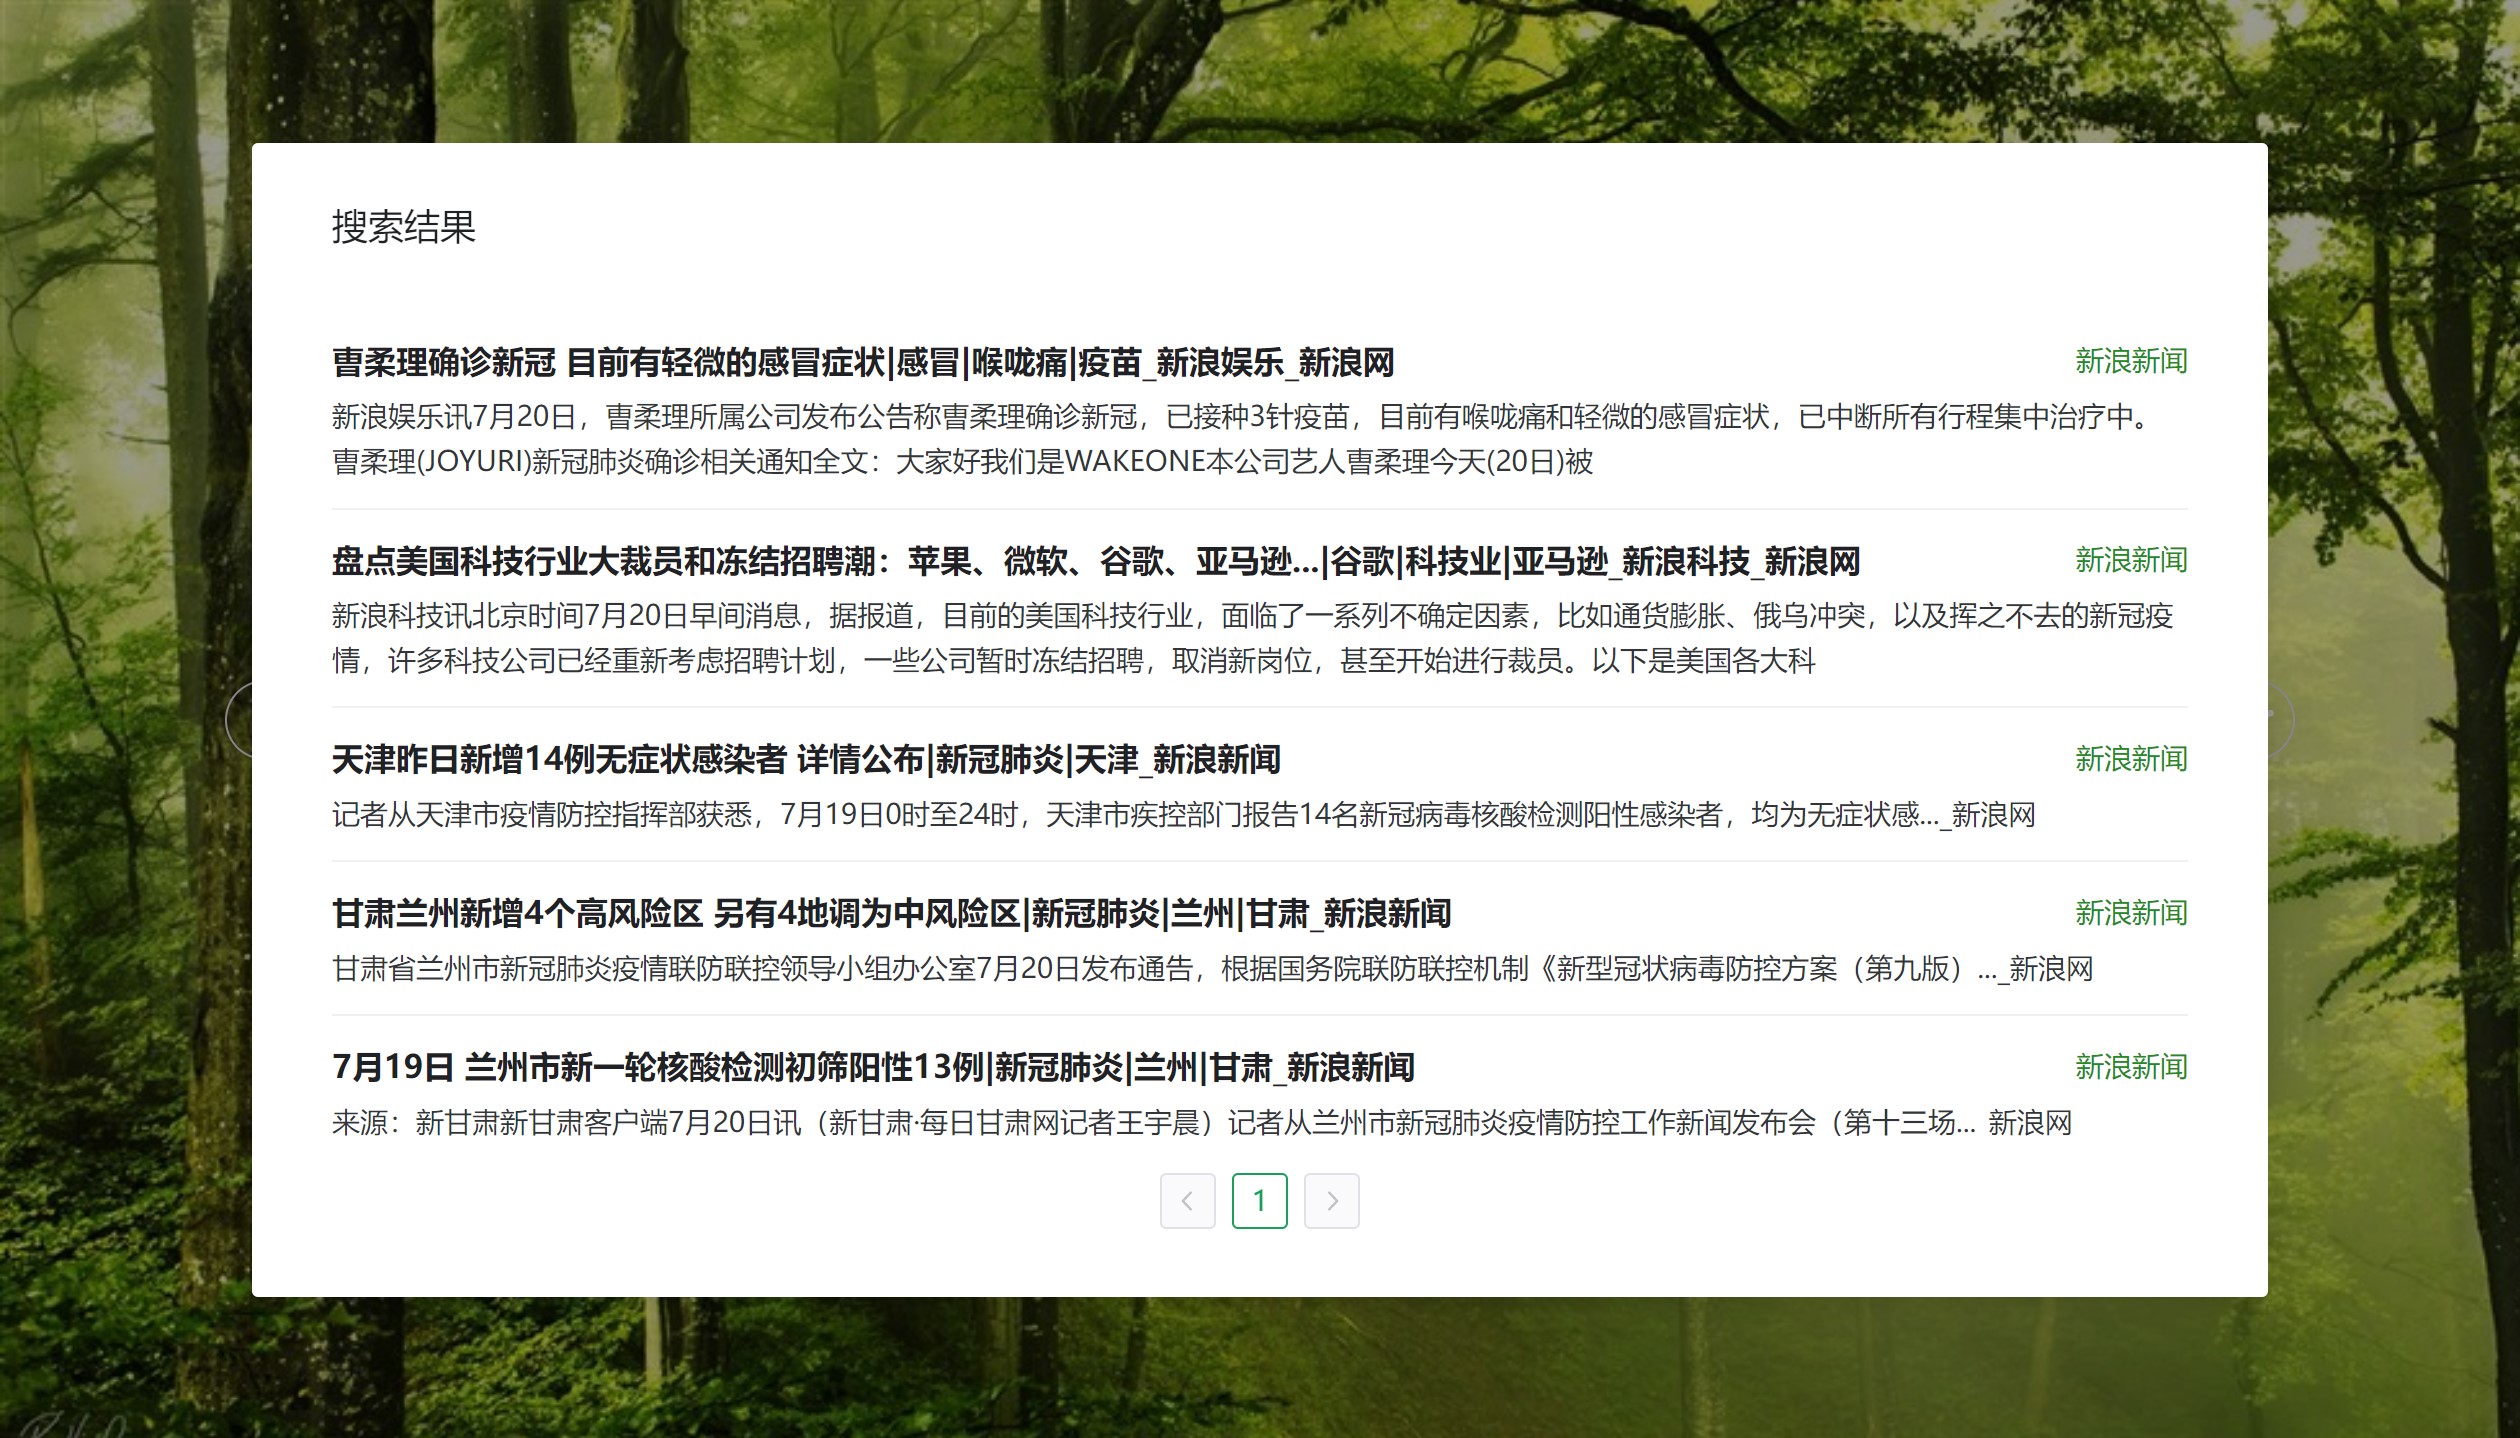 搜索结果
曺柔理确诊新冠 目前有轻微的感冒症状|感冒|喉咙痛|疫苗_新浪娱乐_新浪网
新浪新闻
新浪娱乐讯7月20日，曺柔理所属公司发布公告称曺柔理确诊新冠，已接种3针疫苗，目前有喉咙痛和轻微的感冒症状，已中断所有行程集中治疗中。
曺柔理(JOYURI)新冠肺炎确诊相关通知全文：大家好我们是WAKEONE本公司艺人曺柔理今天(20日)被
盘点美国科技行业大裁员和冻结招聘潮：苹果、微软、谷歌、亚马逊...|谷歌|科技业|亚马逊_新浪科技_新浪网
新浪新闻
新浪科技讯北京时间7月20日早间消息，据报道，目前的美国科技行业，面临了一系列不确定因素，比如通货膨胀、俄乌冲突，以及挥之不去的新冠疫
情，许多科技公司已经重新考虑招聘计划，一些公司暂时冻结招聘，取消新岗位，甚至开始进行裁员。以下是美国各大科
天津昨日新增14例无症状感染者 详情公布|新冠肺炎|天津_新浪新闻
新浪新闻
记者从天津市疫情防控指挥部获悉，7月19日0时至24时，天津市疾控部门报告14名新冠病毒核酸检测阳性感染者，均为无症状感..._新浪网
甘肃兰州新增4个高风险区 另有4地调为中风险区|新冠肺炎|兰州|甘肃_新浪新闻
新浪新闻
甘肃省兰州市新冠肺炎疫情联防联控领导小组办公室7月20日发布通告，根据国务院联防联控机制《新型冠状病毒防控方案（第九版）..._新浪网
7月19日 兰州市新一轮核酸检测初筛阳性13例|新冠肺炎|兰州|甘肃_新浪新闻
新浪新闻
来源：新甘肃新甘肃客户端7月20日讯（新甘肃·每日甘肃网记者王宇晨）记者从兰州市新冠肺炎疫情防控工作新闻发布会（第十三场... 新浪网
1